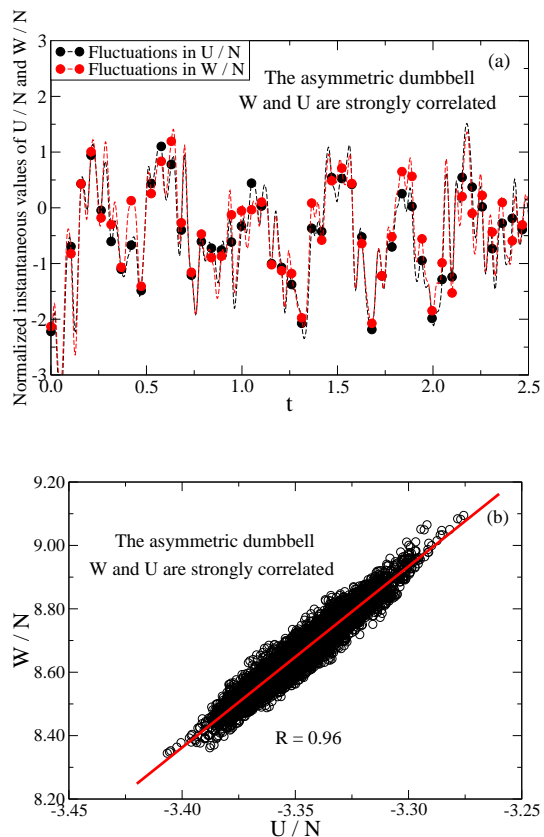 3
2
1
0
-1
-2
-3
Normalized instantaneous values of U / N and W / N
Fluctuations in U / N
Fluctuations in W / N
(a)
The asymmetric dumbbell
W and U are strongly correlated
0.0
0.5
1.0
1.5
2.0
2.5
t
9.20
9.00
8.80
8.60
8.40
8.20
W / N
(b)
The asymmetric dumbbell
W and U are strongly correlated
R = 0.96
-3.45
-3.40
-3.35
-3.30
-3.25
U / N